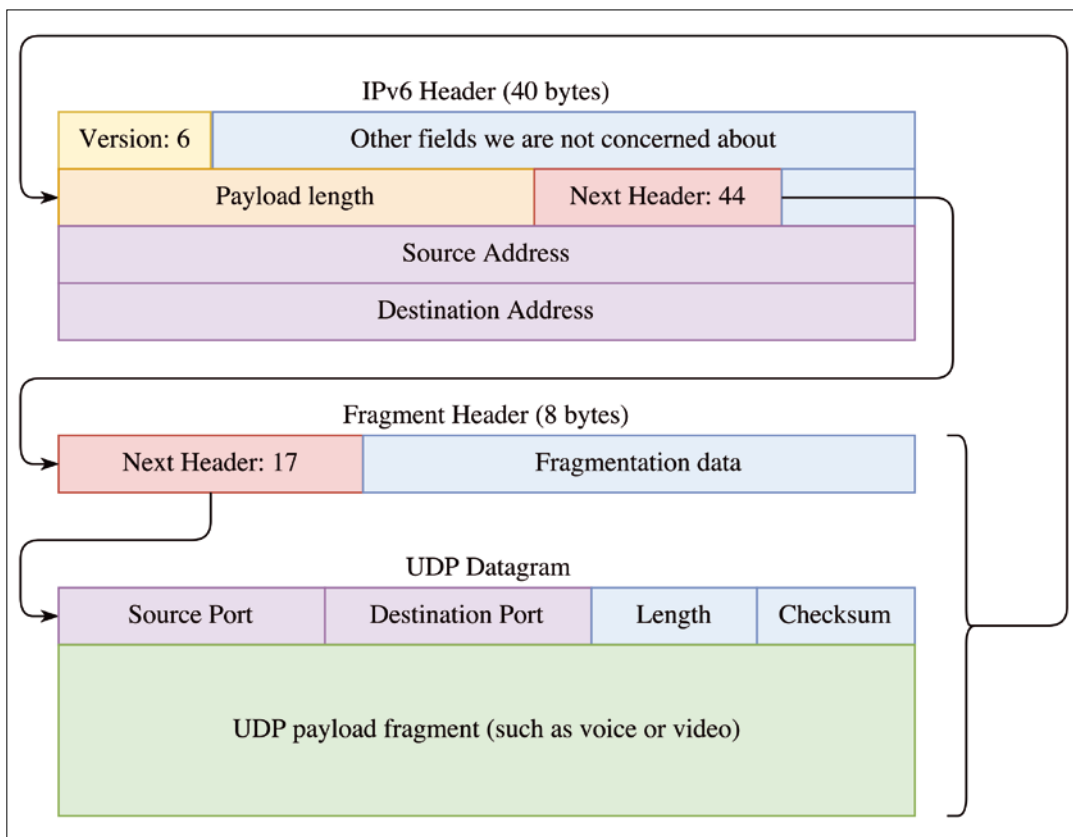 IPv6 Header (40 bytes)
Version: 6
Other fields we are not concerned about
Payload length
Next Header: 44
Source Address
Destination Address
Fragment Header (8 bytes)
Next Header: 17
Fragmentation data
UDP Datagram
Source Port
Destination Port
Length
Checksum
UDP payload fragment (such as voice or video)